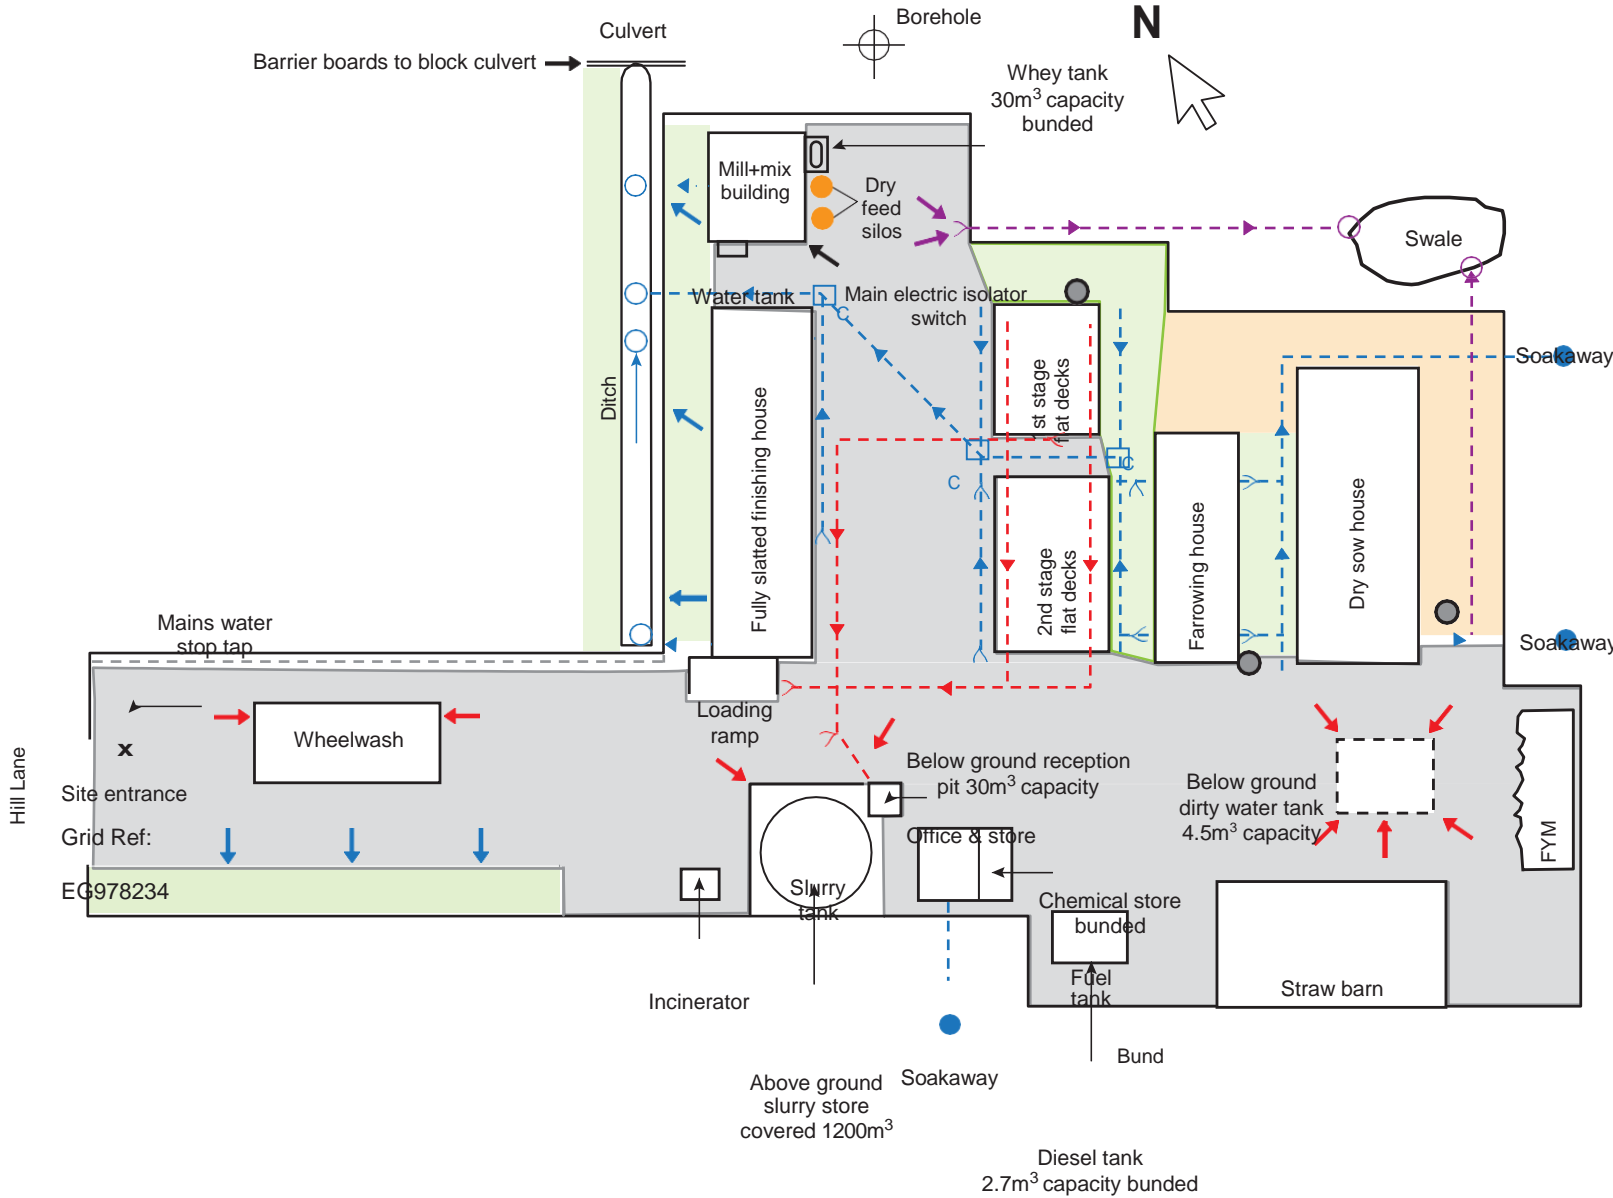 Culvert
Borehole
N
Barrier boards to block culvert
Whey tank
30m³ capacity
bunded
Mill+mix
building
Dry
feed
silos
Swale
Water tank
Main electric isolator
switch
C
Soakaway
Ditch
Fully slatted finishing house
1st stage
flat decks
C
C
2nd stage
flat decks
Farrowing house
Dry sow house
Mains water
stop tap
Soakaway
Loading
ramp
Wheelwash
x
Hill Lane
Site entrance
Grid Ref:
EG978234
Below ground reception
pit 30m³ capacity
Below ground
dirty water tank
4.5m³ capacity
FYM
Office & store
Slurry
tank
Chemical store
bunded
Fuel
tank
Straw barn
Incinerator
Bund
Soakaway
Above ground
slurry store
covered 1200m³
Diesel tank
2.7m³ capacity bunded